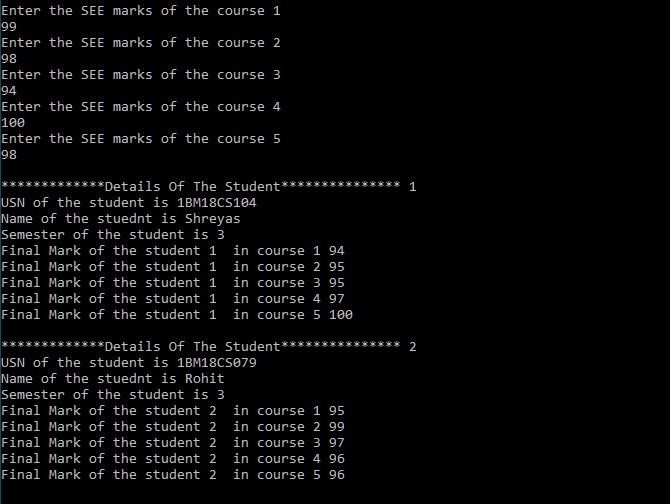 Enter the SEE marks of the course 1
99
Enter the SEE marks of the course 2
98
Enter the SEE marks of the course 3
94
Enter the SEE marks of the course 4
100
Enter the SEE marks of the course 5
98
*************Details Of The Student*************** 1
USN of the student is 1BM18CS104
Name of the stuednt is Shreyas
Semester of the student is 3
Final Mark of the student 1  in course 1 94
Final Mark of the student 1  in course 2 95
Final Mark of the student 1  in course 3 95
Final Mark of the student 1  in course 4 97
Final Mark of the student 1  in course 5 100
*************Details Of The Student*************** 2
USN of the student is 1BM18CS079
Name of the stuednt is Rohit
Semester of the student is 3
Final Mark of the student 2  in course 1 95
Final Mark of the student 2  in course 2 99
Final Mark of the student 2  in course 3 97
Final Mark of the student 2  in course 4 96
Final Mark of the student 2  in course 5 96